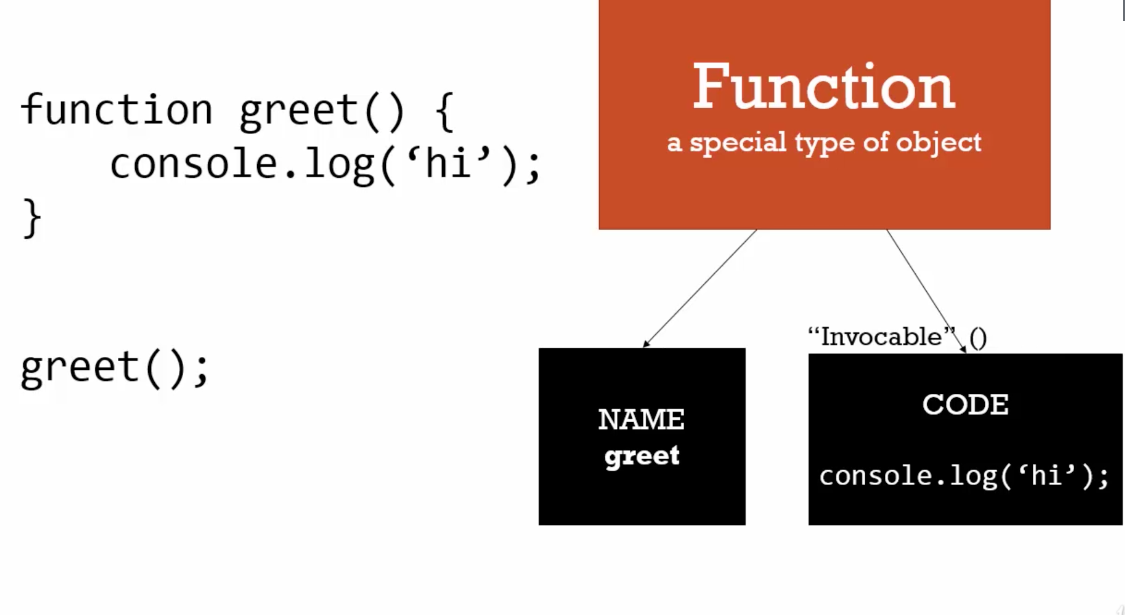 function greet() {
    console.log(‘hi’);
}
greet();
Function
a special type of object
“Invocable” ()
NAME
greet
CODE
console.log(‘hi’);